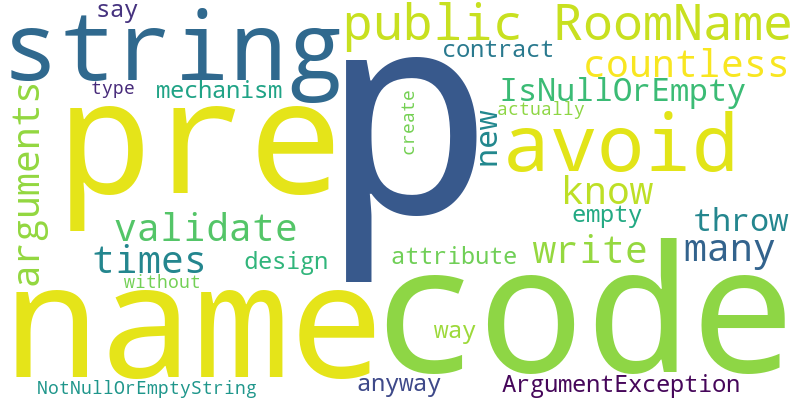 say
string
public RoomName
contract
countless
type
mechanism
IsNullOrEmpty
pre
p
create
actually
new
avoid
arguments
know
empty
throw
validate
times
design
attribute
write
many
without
name
code
way
NotNullOrEmptyString
anyway
ArgumentException